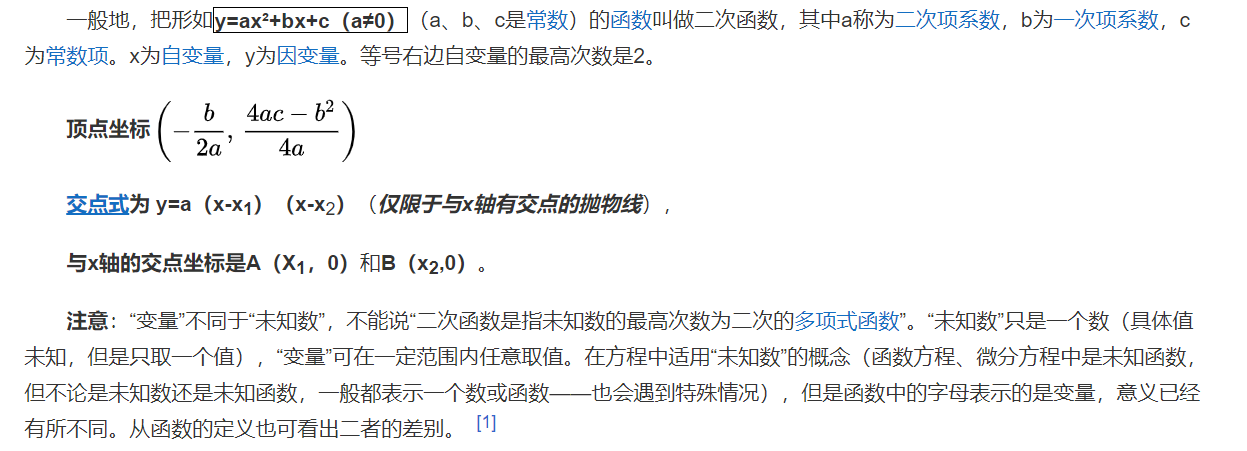 一般地，把形如y=ax²+bx+c（a≠0）（a、b、c是常数）的函数叫做二次函数，其中a称为二次项系数，b为一次项系数，c
为常数项。x为自变量，y为因变量。等号右边自变量的最高次数是2。
顶点坐标(-b/2a, (4ac-b²)/4a)
交点式为 y=a（x-x₁）（x-x₂）（仅限于与x轴有交点的抛物线），
与x轴的交点坐标是A（X₁，0）和B（x₂,0）。
注意：“变量”不同于“未知数”，不能说“二次函数是指未知数的最高次数为二次的多项式函数”。“未知数”只是一个数（具体值
未知，但是只取一个值），“变量”可在一定范围内任意取值。在方程中适用“未知数”的概念（函数方程、微分方程中是未知函数，
但不论是未知数还是未知函数，一般都表示一个数或函数——也会遇到特殊情况），但是函数中的字母表示的是变量，意义已经
有所不同。从函数的定义也可看出二者的差别。 [1]